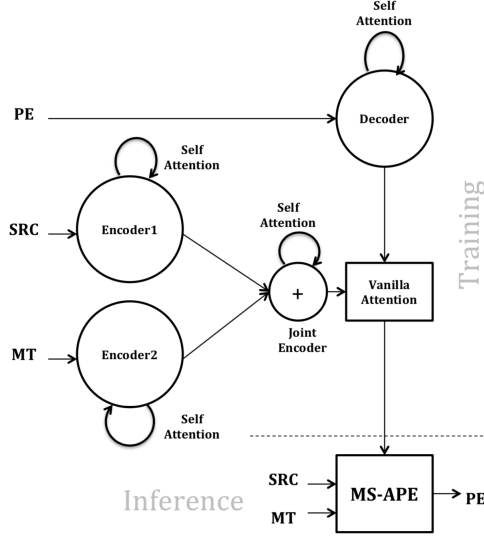 Self
Attention
PE
Decoder
Self
Attention
SRC
Encoder1
Self
Attention
Training
+
Vanilla
Attention
Joint
Encoder
MT
Encoder2
Self
Attention
SRC
MS-APE
PE
MT
Inference